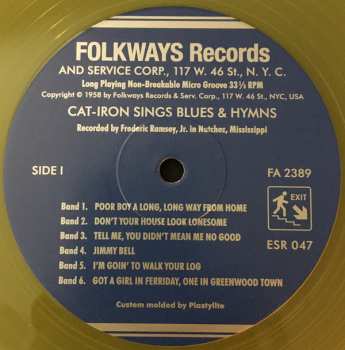 FOLKWAYS Records
AND SERVICE CORP., 117 W. 46 St., N. Y. C.
Long Playing Non-Breakable Micro Groove 33⅓ RPM
Copyright © 1958 by Folkways Records & Serv. Corp., 117 W. 46 St., NYC, USA
CAT-IRON SINGS BLUES & HYMNS
Recorded by Frederic Ramsey, Jr. in Nutchez, Mississippi
SIDE I
FA 2389
EXIT
ESR 047
Band 1. POOR BOY A LONG, LONG WAY FROM HOME
Band 2. DON'T YOUR HOUSE LOOK LONESOME
Band 3. TELL ME, YOU DIDN'T MEAN ME NO GOOD
Band 4. JIMMY BELL
Band 5. I'M GOIN' TO WALK YOUR LOG
Band 6. GOT A GIRL IN FERRIDAY, ONE IN GREENWOOD TOWN
Custom molded by Plastylite